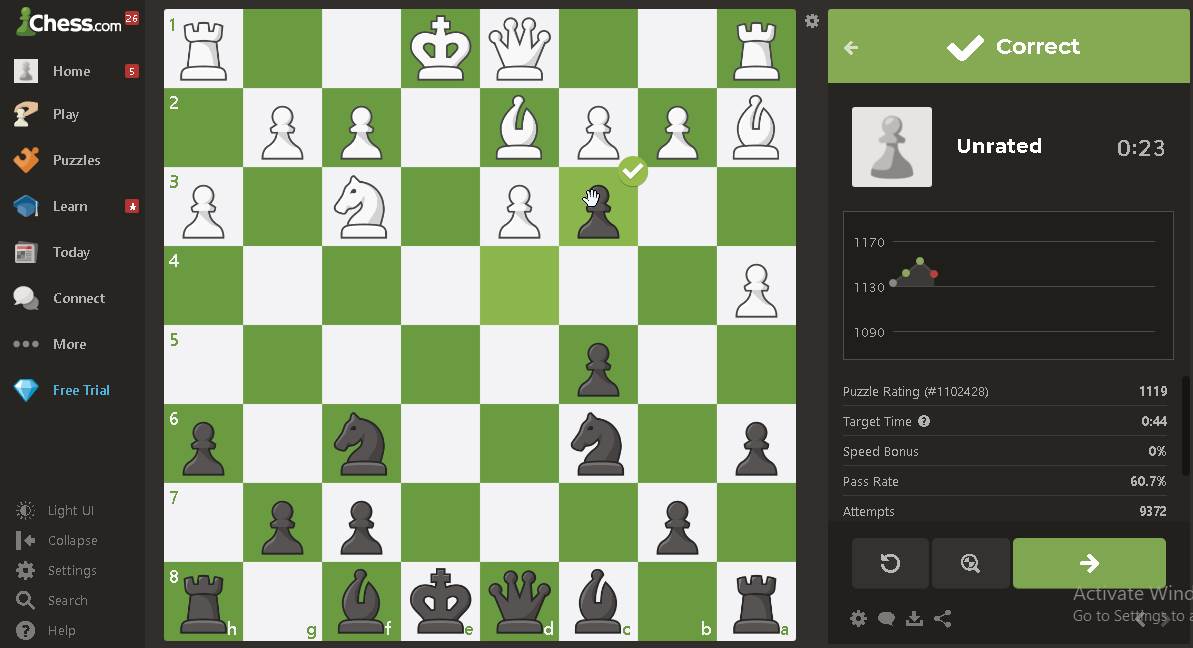 Chess.com 26
Home 5
Play
Puzzles
Learn
Today
Connect
More
Free Trial
Light UI
Collapse
Settings
Search
Help
1
2
3
4
5
6
7
8
h g f e d c b a
Correct
Unrated 0:23
1170
1130
1090
Puzzle Rating (#1102428) 1119
Target Time ? 0:44
Speed Bonus 0%
Pass Rate 60.7%
Attempts 9372
Activate Wind
Go to Settings to a